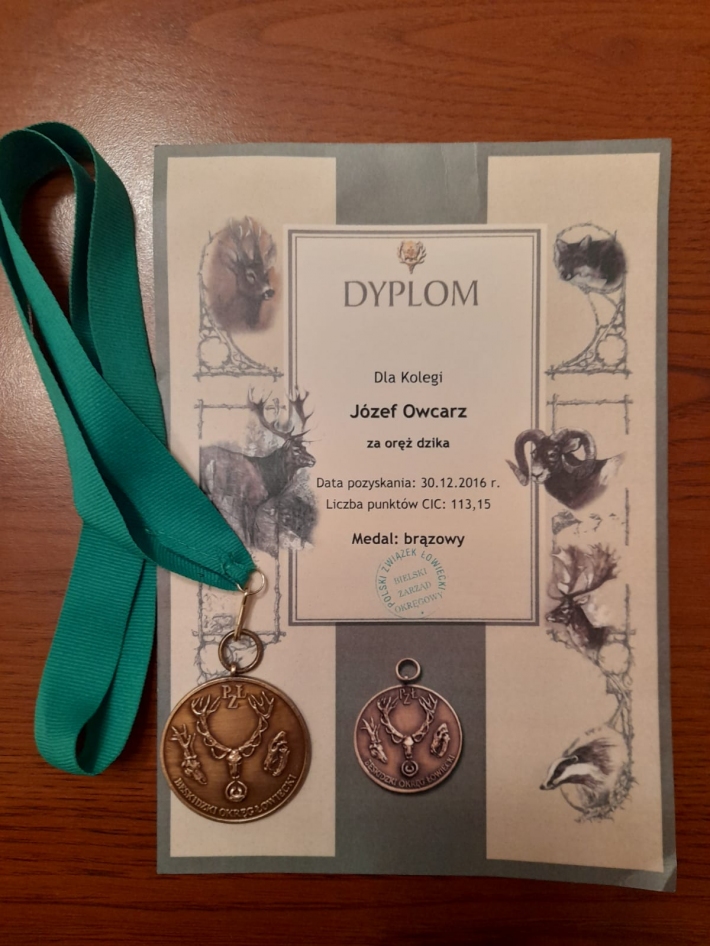 DYPLOM
Dla Kolegi
Józef Owcarz
za oręż dzika
Data pozyskania: 30.12.2016 r.
Liczba punktów CIC: 113,15
Medal: brązowy
POLSKI ZWIĄZEK ŁOWIECKI
BIELSKI
ZARZĄD
OKRĘGOWY
PZŁ
BESKIDZKI OKRĘG ŁOWIECKI
PZŁ
BESKIDZKI OKRĘG ŁOWIECKI